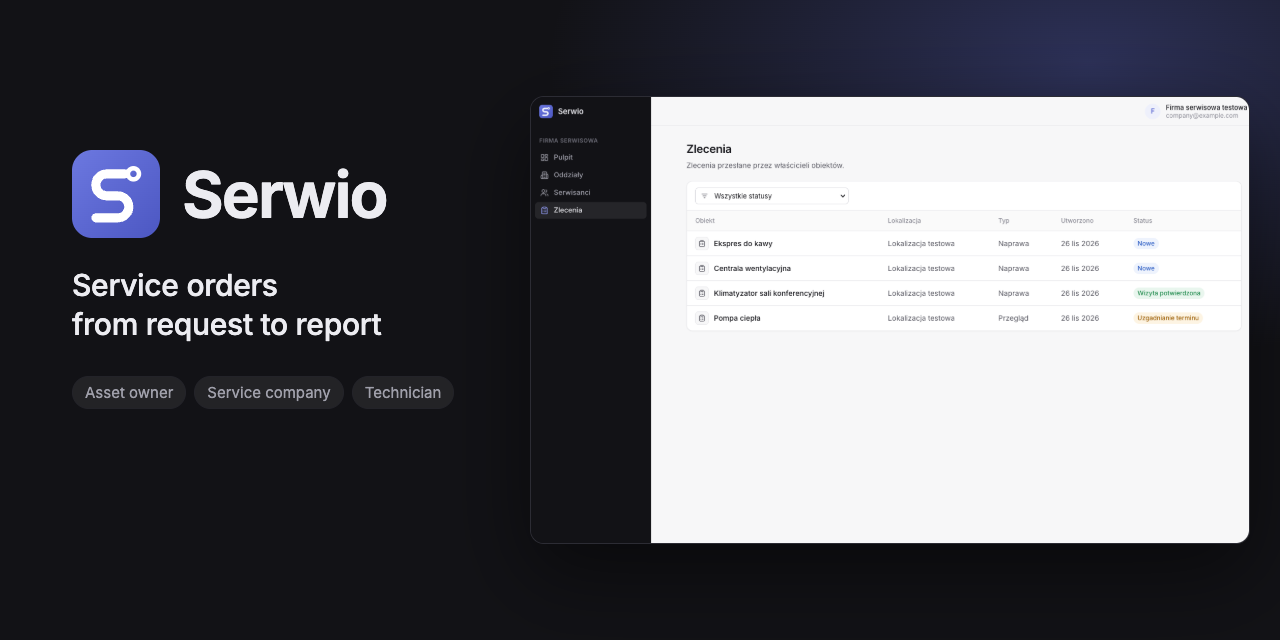 Serwio
Service orders
from request to report
Asset owner Service company Technician
Serwio
FIRMA SERWISOWA
Pulpit
Oddziały
Serwisanci
Zlecenia
F Firma serwisowa testowa
company@example.com
Zlecenia
Zlecenia przesłane przez właścicieli obiektów.
Wszystkie statusy
Obiekt Lokalizacja Typ Utworzono Status
Ekspres do kawy Lokalizacja testowa Naprawa 26 lis 2026 Nowe
Centrala wentylacyjna Lokalizacja testowa Naprawa 26 lis 2026 Nowe
Klimatyzator sali konferencyjnej Lokalizacja testowa Naprawa 26 lis 2026 Wizyta potwierdzona
Pompa ciepła Lokalizacja testowa Przegląd 26 lis 2026 Uzgadnianie terminu